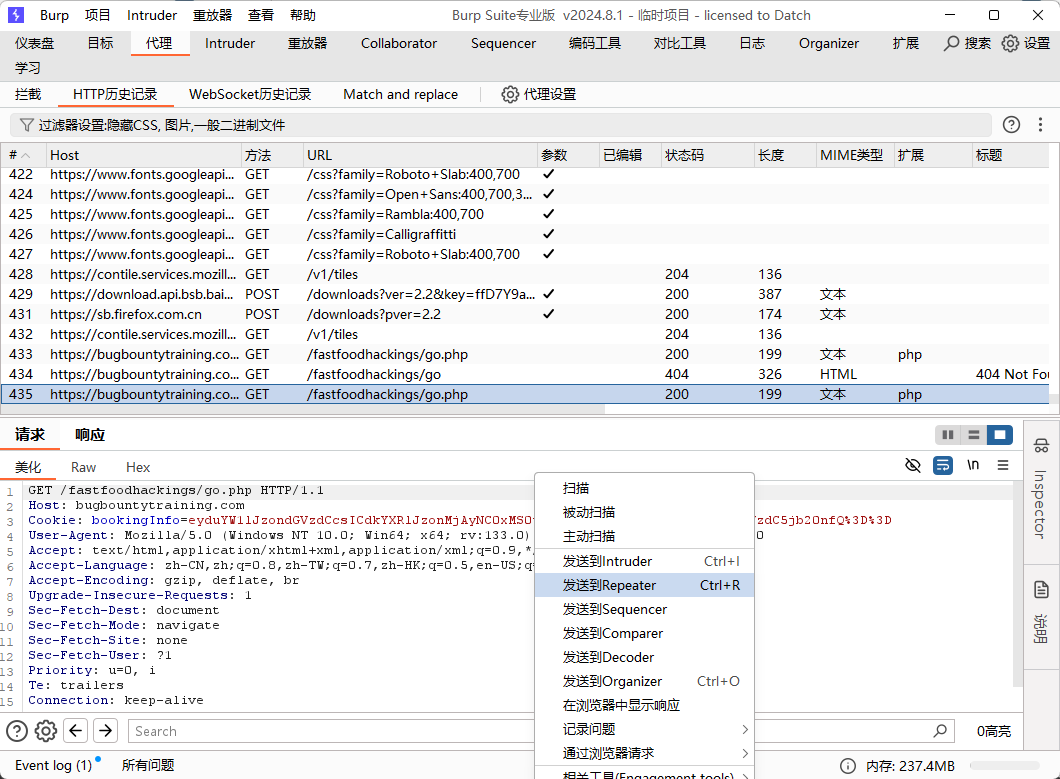 Burp 项目 Intruder 重放器 查看 帮助 Burp Suite专业版 v2024.8.1 - 临时项目 - licensed to Datch
仪表盘 目标 代理 Intruder 重放器 Collaborator Sequencer 编码工具 对比工具 日志 Organizer 扩展 搜索 设置
学习
拦截 HTTP历史记录 WebSocket历史记录 Match and replace 代理设置
过滤器设置:隐藏CSS, 图片,一般二进制文件
# Host 方法 URL 参数 已编辑 状态码 长度 MIME类型 扩展 标题
422 https://www.fonts.googleapi... GET /css?family=Roboto+Slab:400,700 ✓
424 https://www.fonts.googleapi... GET /css?family=Open+Sans:400,700,3... ✓
425 https://www.fonts.googleapi... GET /css?family=Rambla:400,700 ✓
426 https://www.fonts.googleapi... GET /css?family=Calligraffitti ✓
427 https://www.fonts.googleapi... GET /css?family=Roboto+Slab:400,700 ✓
428 https://contile.services.mozill... GET /v1/tiles 204 136
429 https://download.api.bsb.bai... POST /downloads?ver=2.2&key=ffD7Y9a... ✓ 200 387 文本
431 https://sb.firefox.com.cn POST /downloads?pver=2.2 ✓ 200 174 文本
432 https://contile.services.mozill... GET /v1/tiles 204 136
433 https://bugbountytraining.co... GET /fastfoodhackings/go.php 200 199 文本 php
434 https://bugbountytraining.co... GET /fastfoodhackings/go 404 326 HTML 404 Not Fou
435 https://bugbountytraining.co... GET /fastfoodhackings/go.php 200 199 文本 php
请求 响应
美化 Raw Hex \n
1 GET /fastfoodhackings/go.php HTTP/1.1
2 Host: bugbountytraining.com
3 Cookie: bookingInfo=eyduYW1lJzondGVzdCcsICdkYXRlJzonMjAyNC0xMS0 zdC5jb20nfQ%3D%3D
4 User-Agent: Mozilla/5.0 (Windows NT 10.0; Win64; x64; rv:133.0) 0
5 Accept: text/html,application/xhtml+xml,application/xml;q=0.9,*
6 Accept-Language: zh-CN,zh;q=0.8,zh-TW;q=0.7,zh-HK;q=0.5,en-US;q=
7 Accept-Encoding: gzip, deflate, br
8 Upgrade-Insecure-Requests: 1
9 Sec-Fetch-Dest: document
10 Sec-Fetch-Mode: navigate
11 Sec-Fetch-Site: none
12 Sec-Fetch-User: ?1
13 Priority: u=0, i
14 Te: trailers
15 Connection: keep-alive
扫描
被动扫描
主动扫描
发送到Intruder Ctrl+I
发送到Repeater Ctrl+R
发送到Sequencer
发送到Comparer
发送到Decoder
发送到Organizer Ctrl+O
在浏览器中显示响应
记录问题
通过浏览器请求
相关工具(Engagement tools)
Inspector
说明
Search 0高亮
Event log (1) 所有问题 内存: 237.4MB